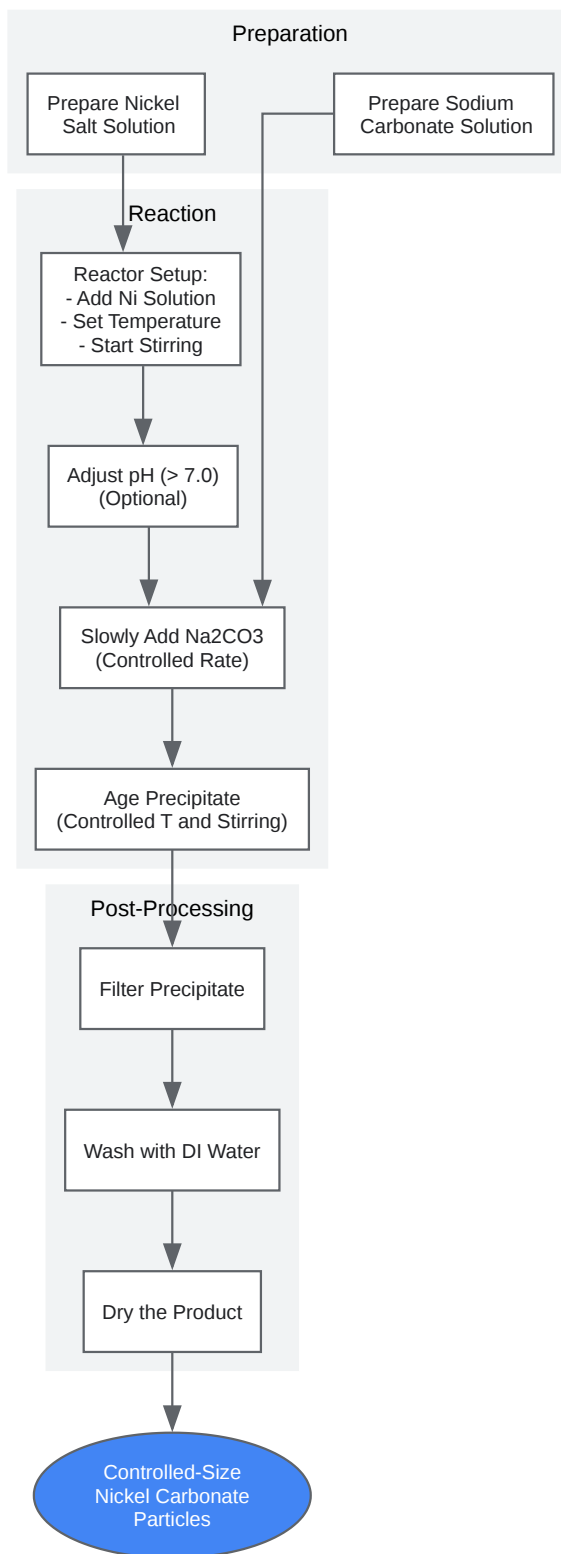 Preparation
Prepare Nickel
Salt Solution
Prepare Sodium
Carbonate Solution
Reaction
Reactor Setup:
- Add Ni Solution
- Set Temperature
- Start Stirring
Adjust pH (> 7.0)
(Optional)
Slowly Add Na2CO3
(Controlled Rate)
Age Precipitate
(Controlled T and Stirring)
Post-Processing
Filter Precipitate
Wash with DI Water
Dry the Product
Controlled-Size
Nickel Carbonate
Particles